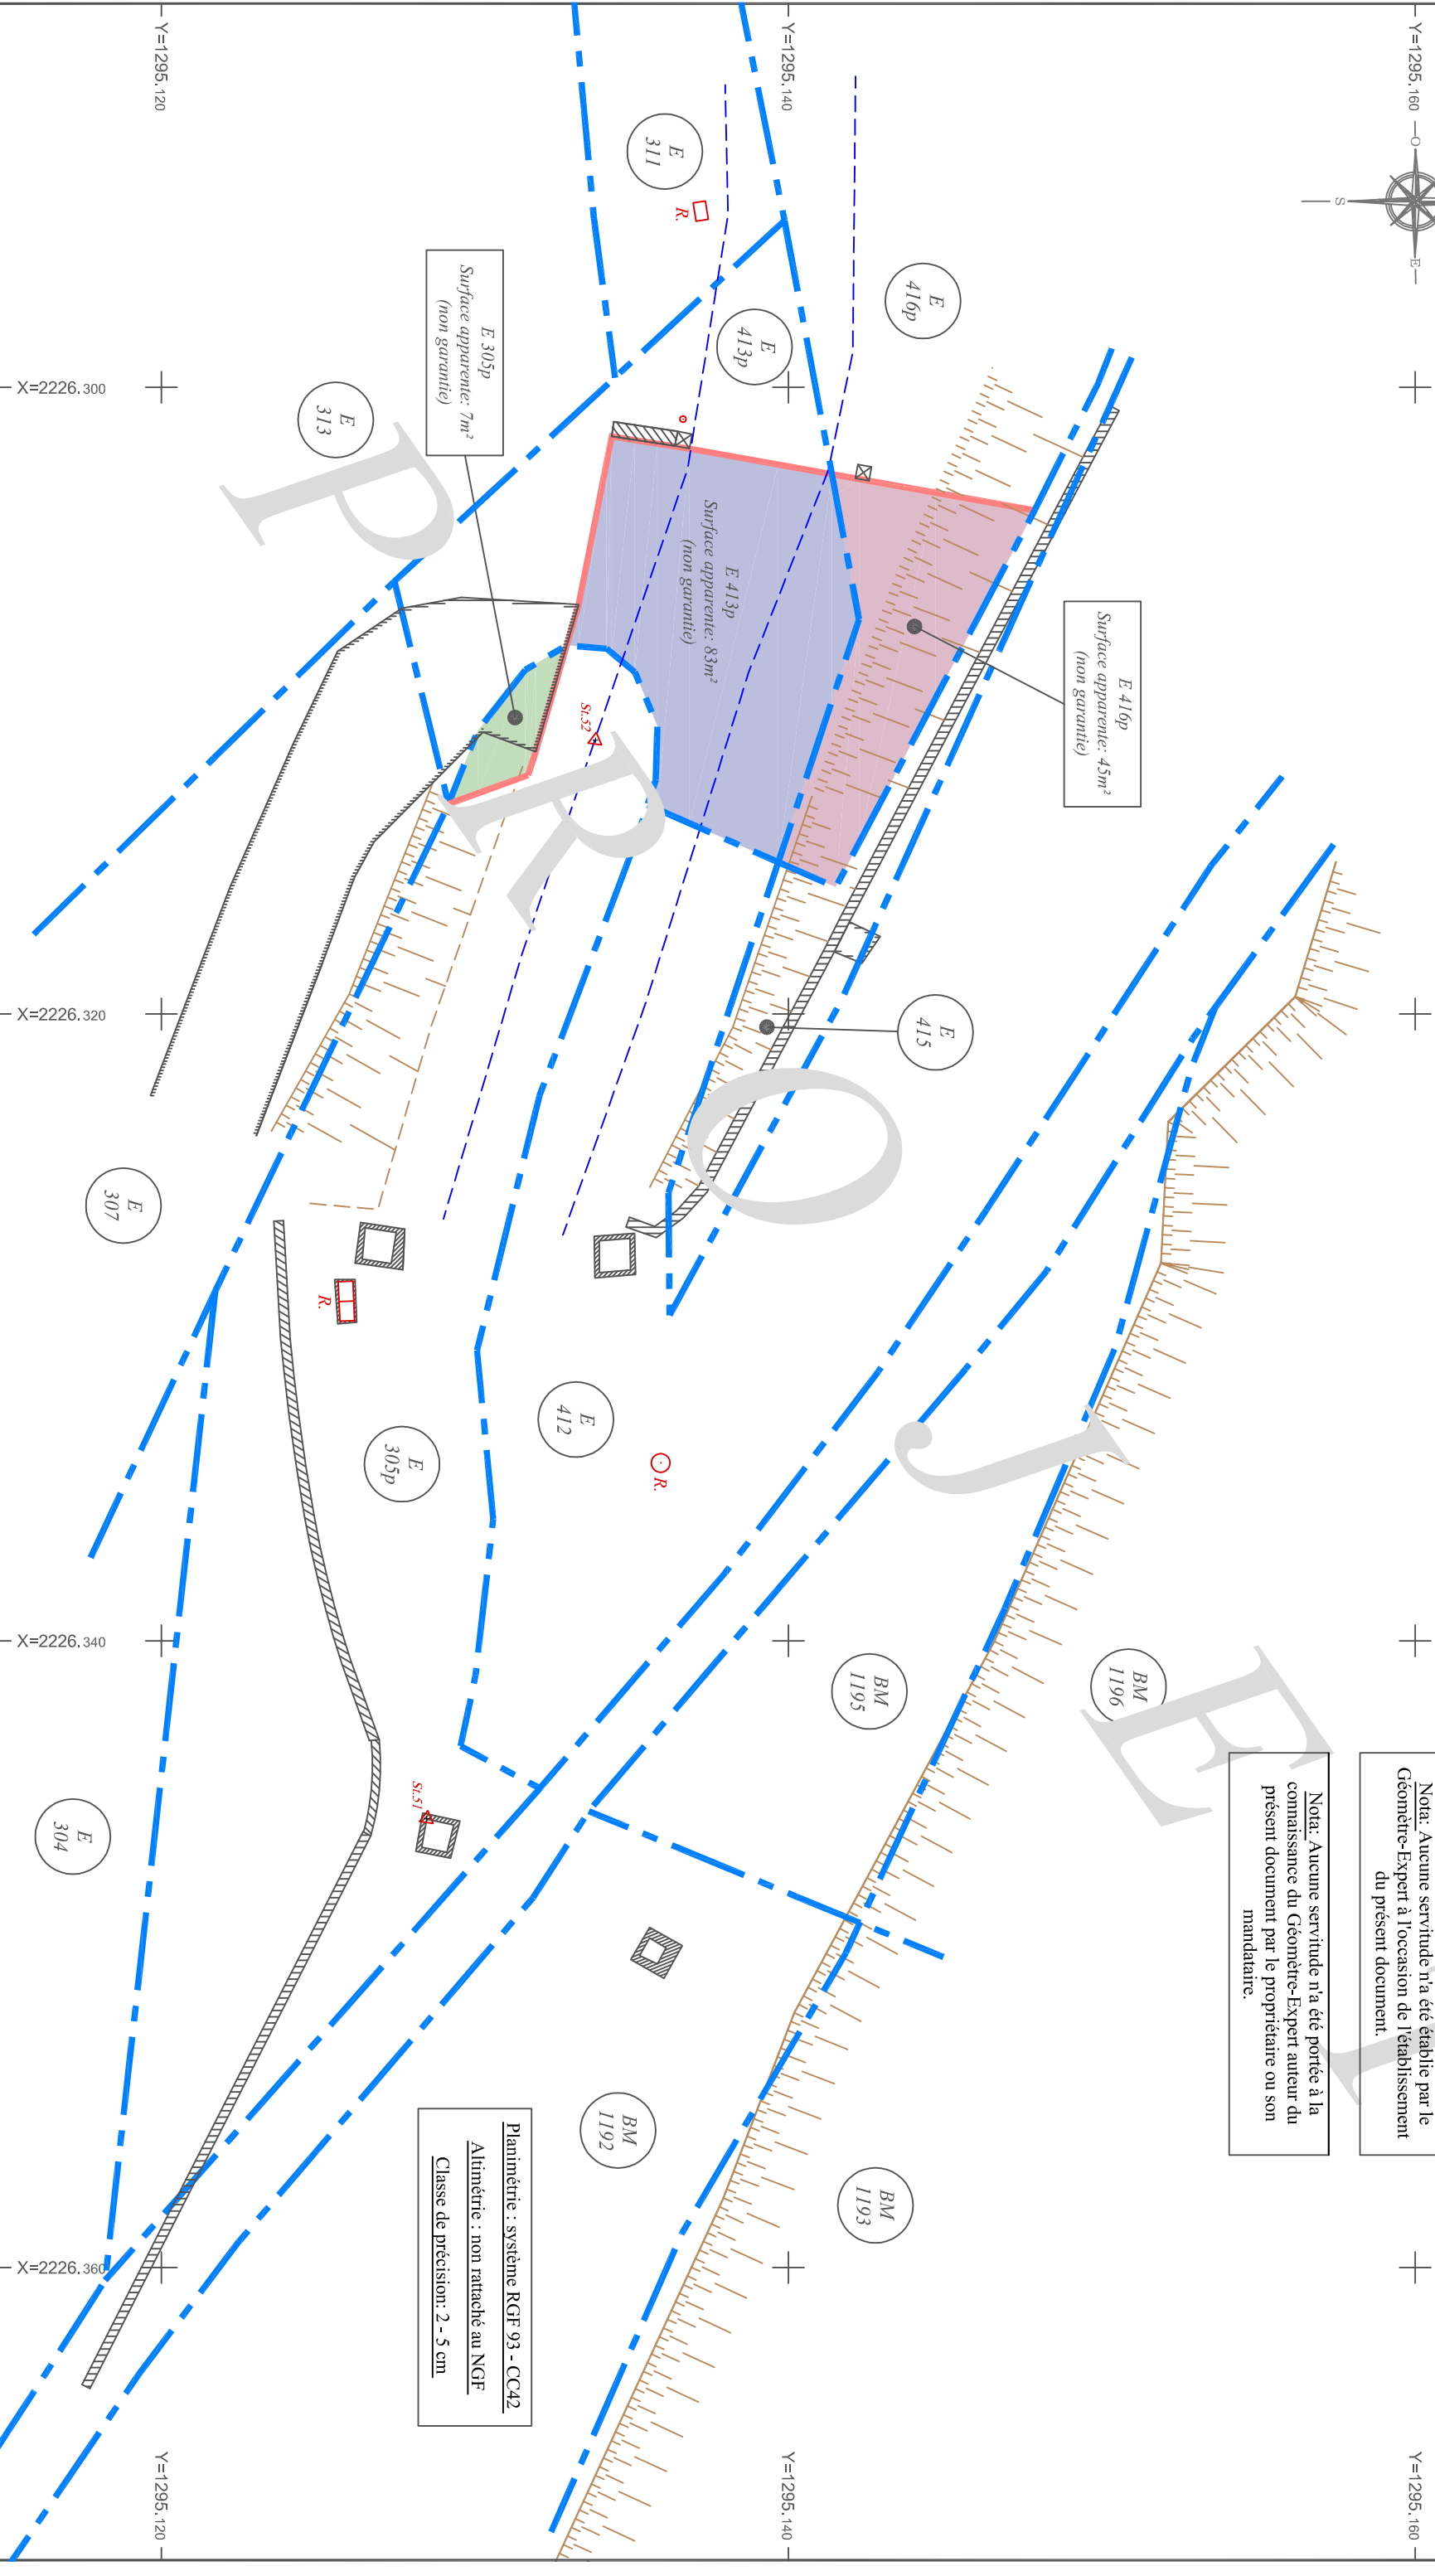 Y=1295.120
Y=1295.140
Y=1295.160
O
S
E
E
311
R.
E
416p
E
413p
E 305p
Surface apparente: 7m²
(non garantie)
X=2226.300
E
313
E 413p
Surface apparente: 83m²
(non garantie)
E 416p
Surface apparente: 45m²
(non garantie)
St.52
X=2226.320
E
415
E
307
R.
E
412
E
305p
R.
X=2226.340
BM
1195
BM
1196
St.51
E
304
Nota: Aucune servitude n'a été établie par le
Géomètre-Expert à l'occasion de l'établissement
du présent document.
Nota: Aucune servitude n'a été portée à la
connaissance du Géomètre-Expert auteur du
présent document par le propriétaire ou son
mandataire.
BM
1192
BM
1193
Planimétrie : système RGF 93 - CC42
Altimétrie : non rattaché au NGF
Classe de précision: 2 - 5 cm
X=2226.360
Y=1295.120
Y=1295.140
Y=1295.160
P R O J E